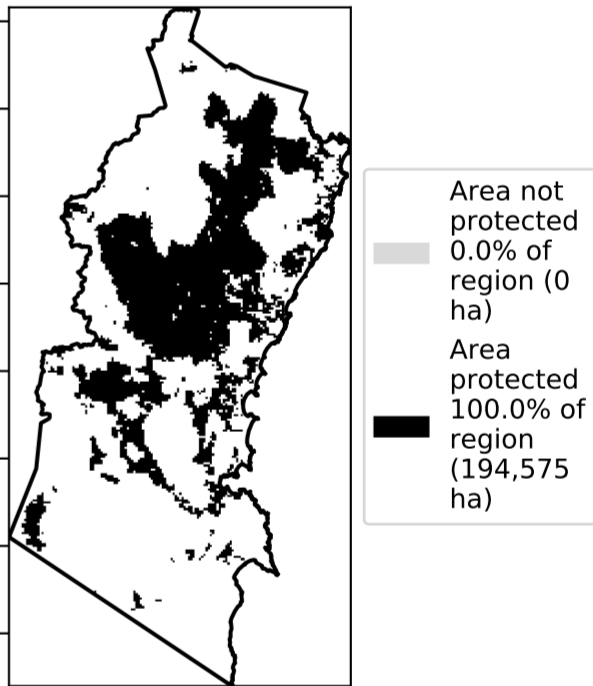 Area not
protected
0.0% of
region (0
ha)
Area
protected
100.0% of
region
(194,575
ha)